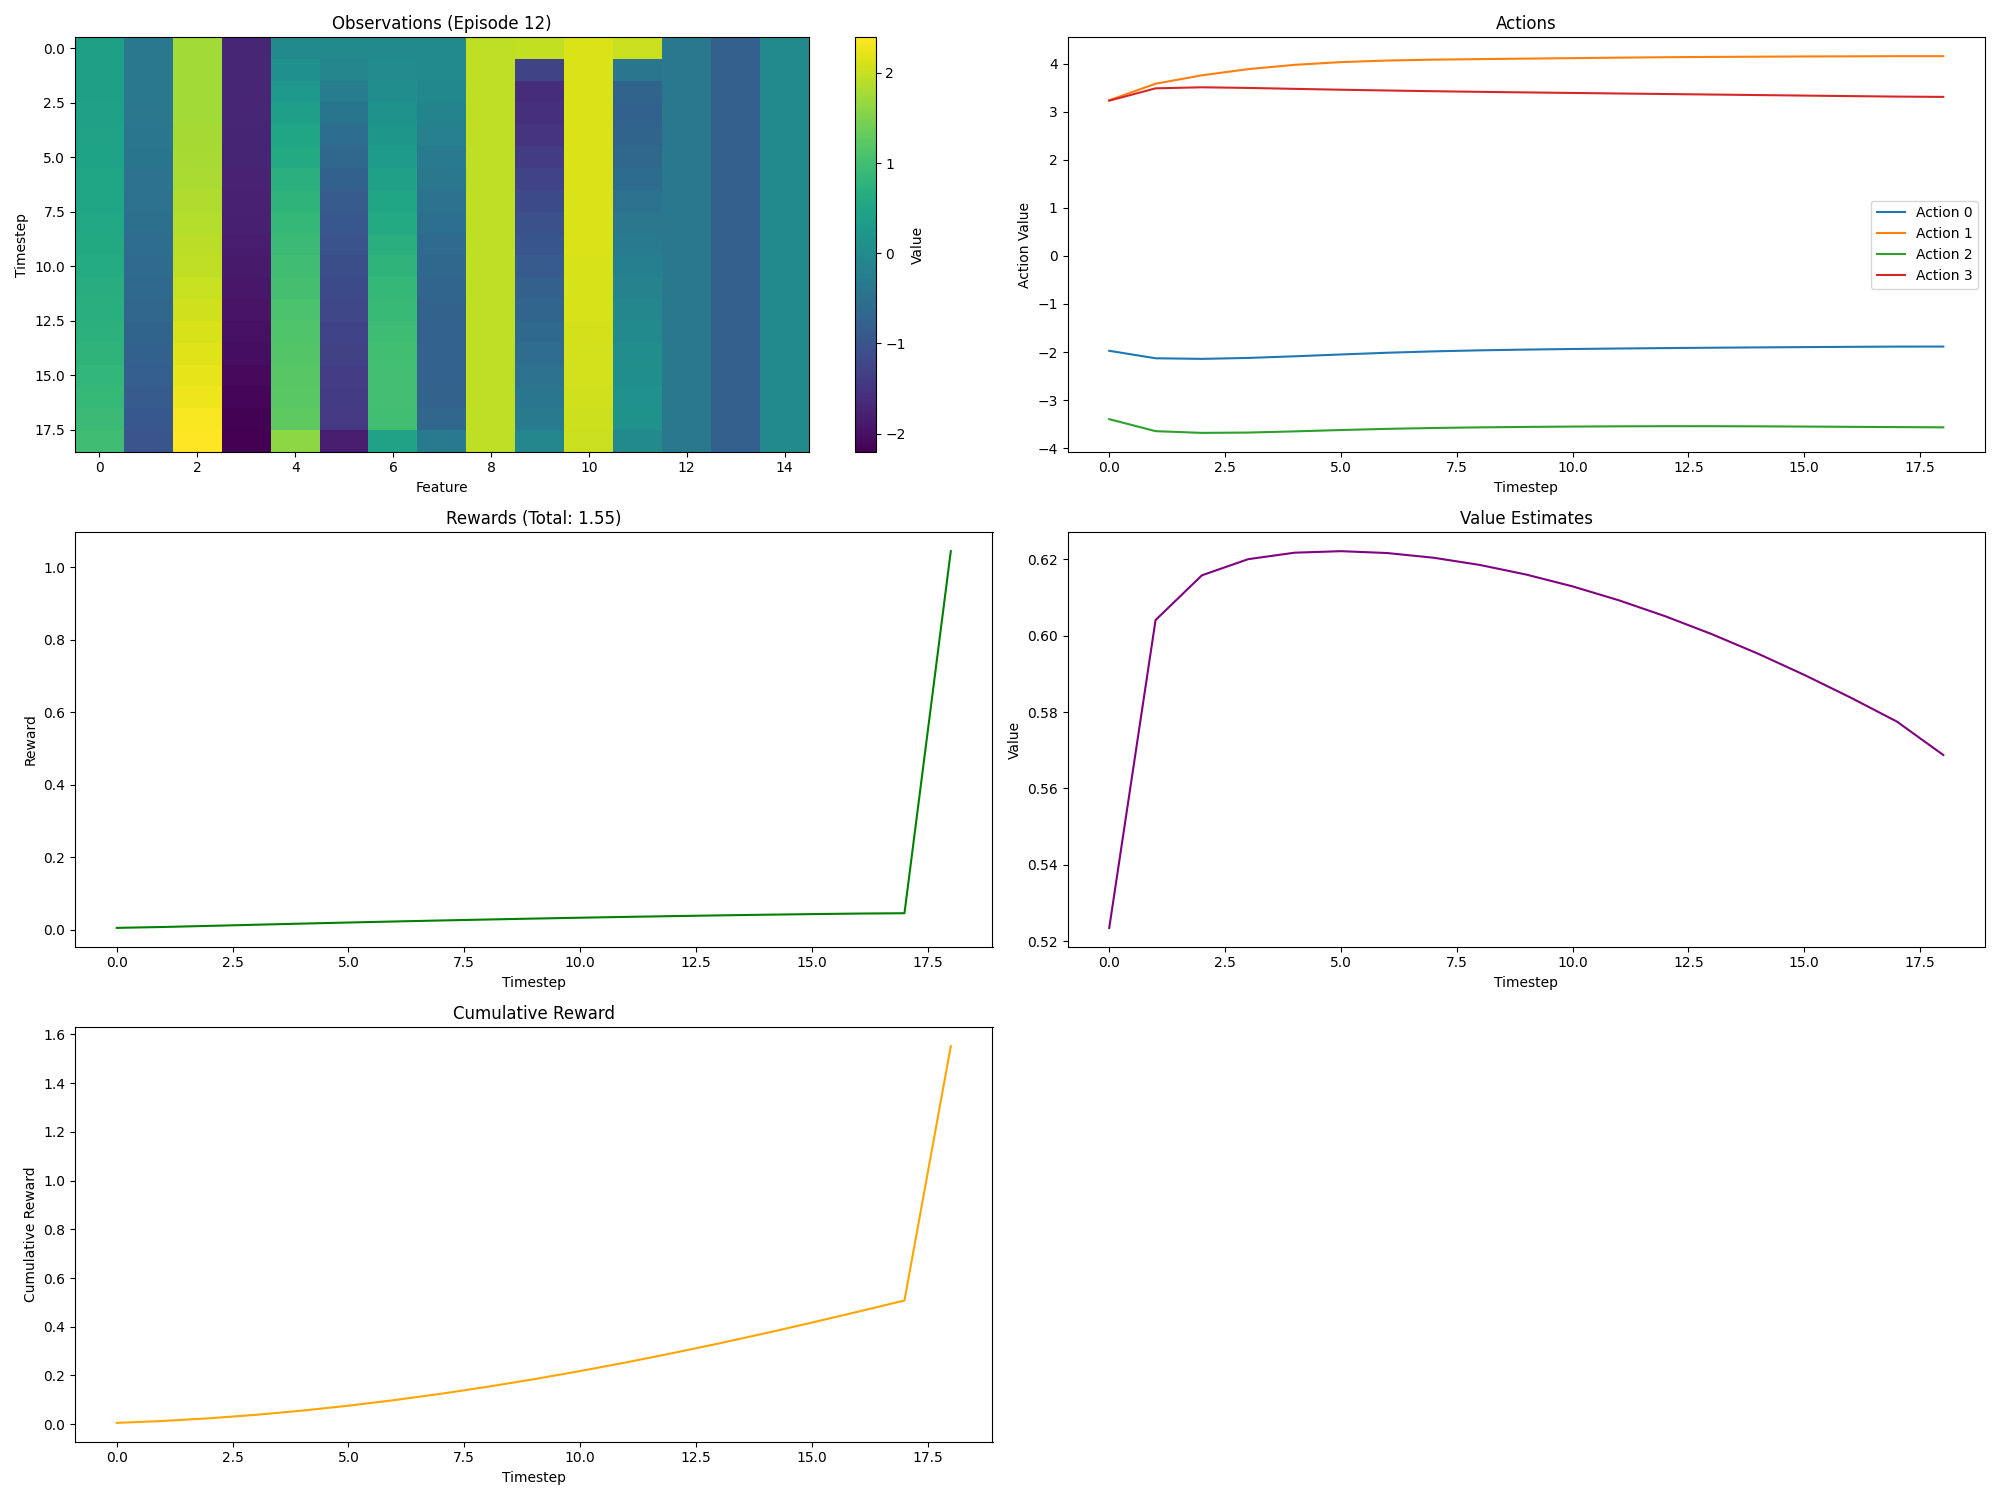 Observations (Episode 12)
0.0
2.5
5.0
7.5
10.0
12.5
15.0
17.5
Timestep
0 2 4 6 8 10 12 14
Feature
2
1
0
−1
−2
Value
Actions
4
3
2
1
0
−1
−2
−3
−4
Action Value
Action 0
Action 1
Action 2
Action 3
0.0 2.5 5.0 7.5 10.0 12.5 15.0 17.5
Timestep
Rewards (Total: 1.55)
1.0
0.8
0.6
0.4
0.2
0.0
Reward
0.0 2.5 5.0 7.5 10.0 12.5 15.0 17.5
Timestep
Value Estimates
0.62
0.60
0.58
0.56
0.54
0.52
Value
0.0 2.5 5.0 7.5 10.0 12.5 15.0 17.5
Timestep
Cumulative Reward
1.6
1.4
1.2
1.0
0.8
0.6
0.4
0.2
0.0
Cumulative Reward
0.0 2.5 5.0 7.5 10.0 12.5 15.0 17.5
Timestep